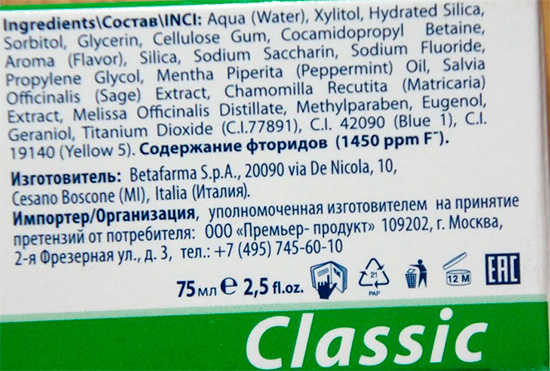 Ingredients\Состав\INCI: Aqua (Water), Xylitol, Hydrated Silica,
Sorbitol, Glycerin, Cellulose Gum, Cocamidopropyl Betaine,
Aroma (Flavor), Silica, Sodium Saccharin, Sodium Fluoride,
Propylene Glycol, Mentha Piperita (Peppermint) Oil, Salvia
Officinalis (Sage) Extract, Chamomilla Recutita (Matricaria)
Extract, Melissa Officinalis Distillate, Methylparaben, Eugenol,
Geraniol, Titanium Dioxide (C.I.77891), C.I. 42090 (Blue 1), C.I.
19140 (Yellow 5). Содержание фторидов (1450 ppm F⁻).
Изготовитель: Betafarma S.p.A., 20090 via De Nicola, 10,
Cesano Boscone (MI), Italia (Италия).
Импортер/Организация, уполномоченная изготовителем на принятие
претензий от потребителя: ООО «Премьер- продукт» 109202, г. Москва,
2-я Фрезерная ул., д. 3, тел.: +7 (495) 745-60-10
75мл e 2,5 fl.oz. 21 PAP 12 M EAC
Classic